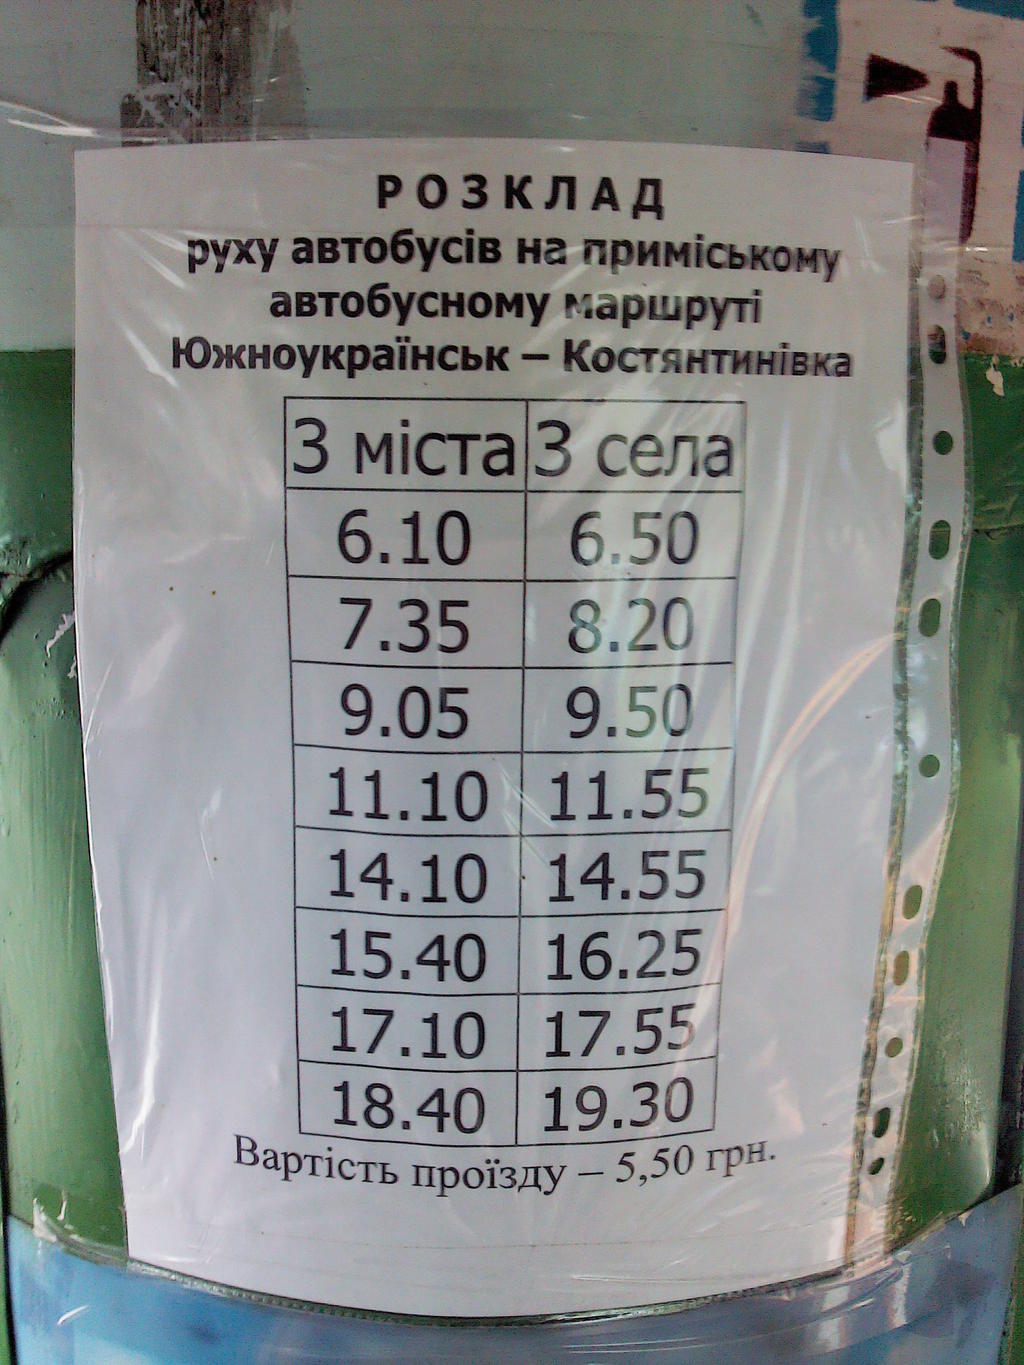 РОЗКЛАД
руху автобусів на приміському
автобусному маршруті
Южноукраїнськ – Костянтинівка
З міста З села
6.10 6.50
7.35 8.20
9.05 9.50
11.10 11.55
14.10 14.55
15.40 16.25
17.10 17.55
18.40 19.30
Вартість проїзду – 5,50 грн.